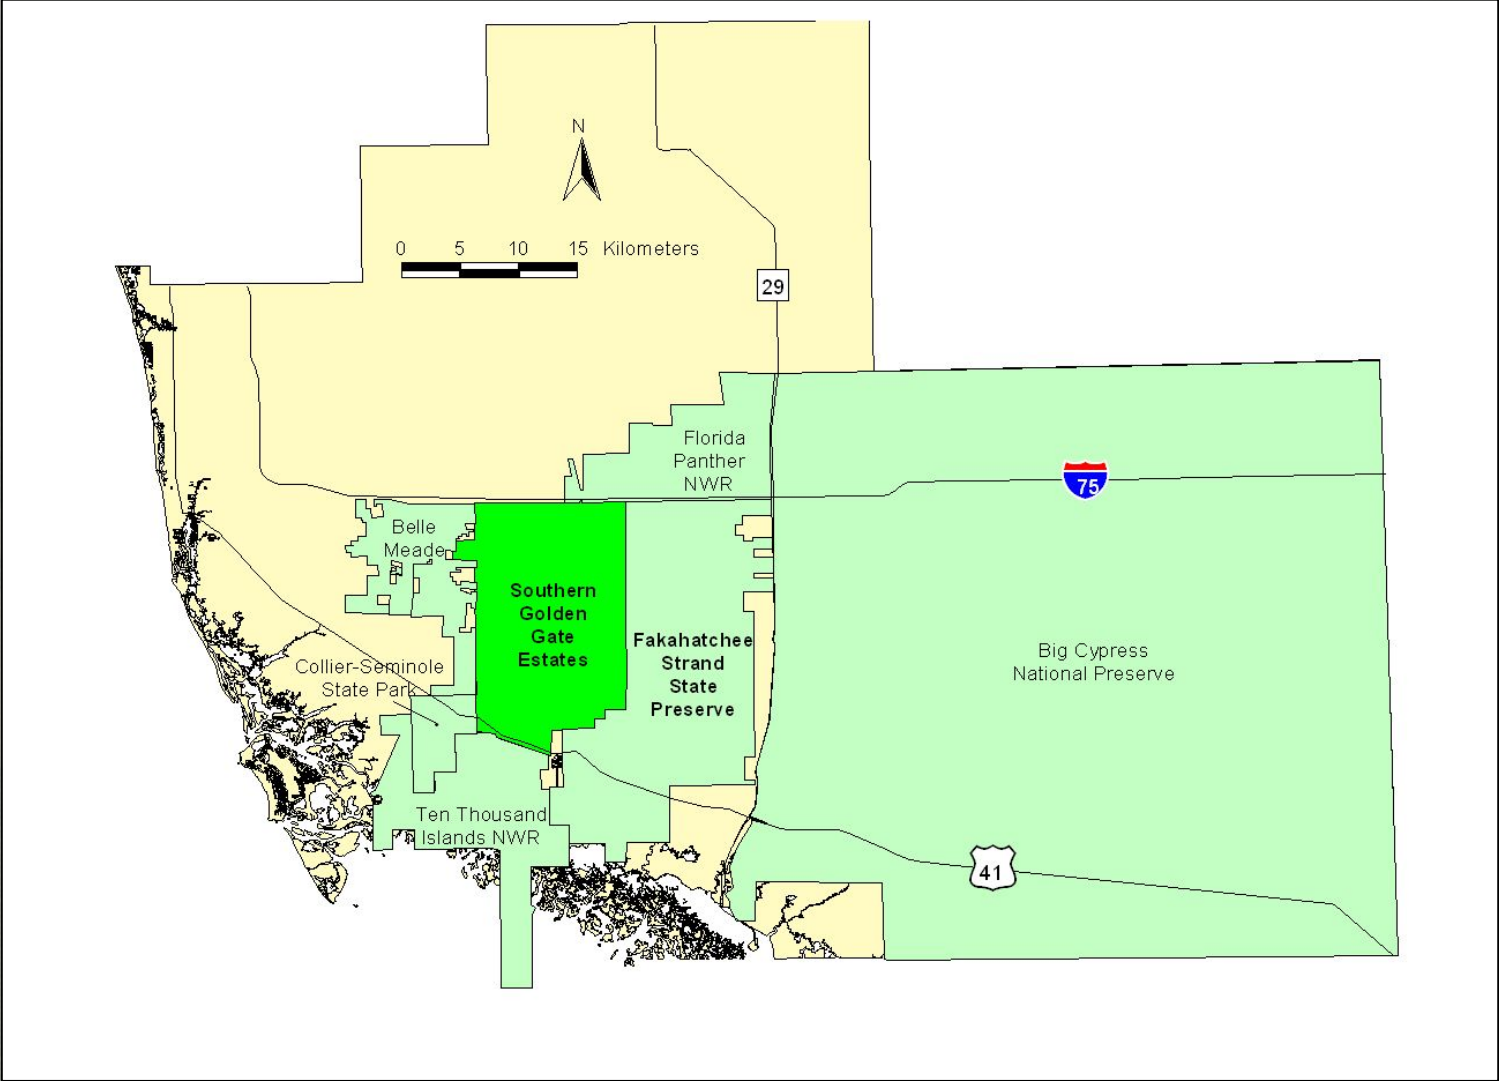 N
0 5 10 15 Kilometers
29
Florida
Panther
NWR
75
Belle
Meade
Southern
Golden
Gate
Estates
Fakahatchee
Strand
State
Preserve
Big Cypress
National Preserve
Collier-Seminole
State Park
Ten Thousand
Islands NWR
41